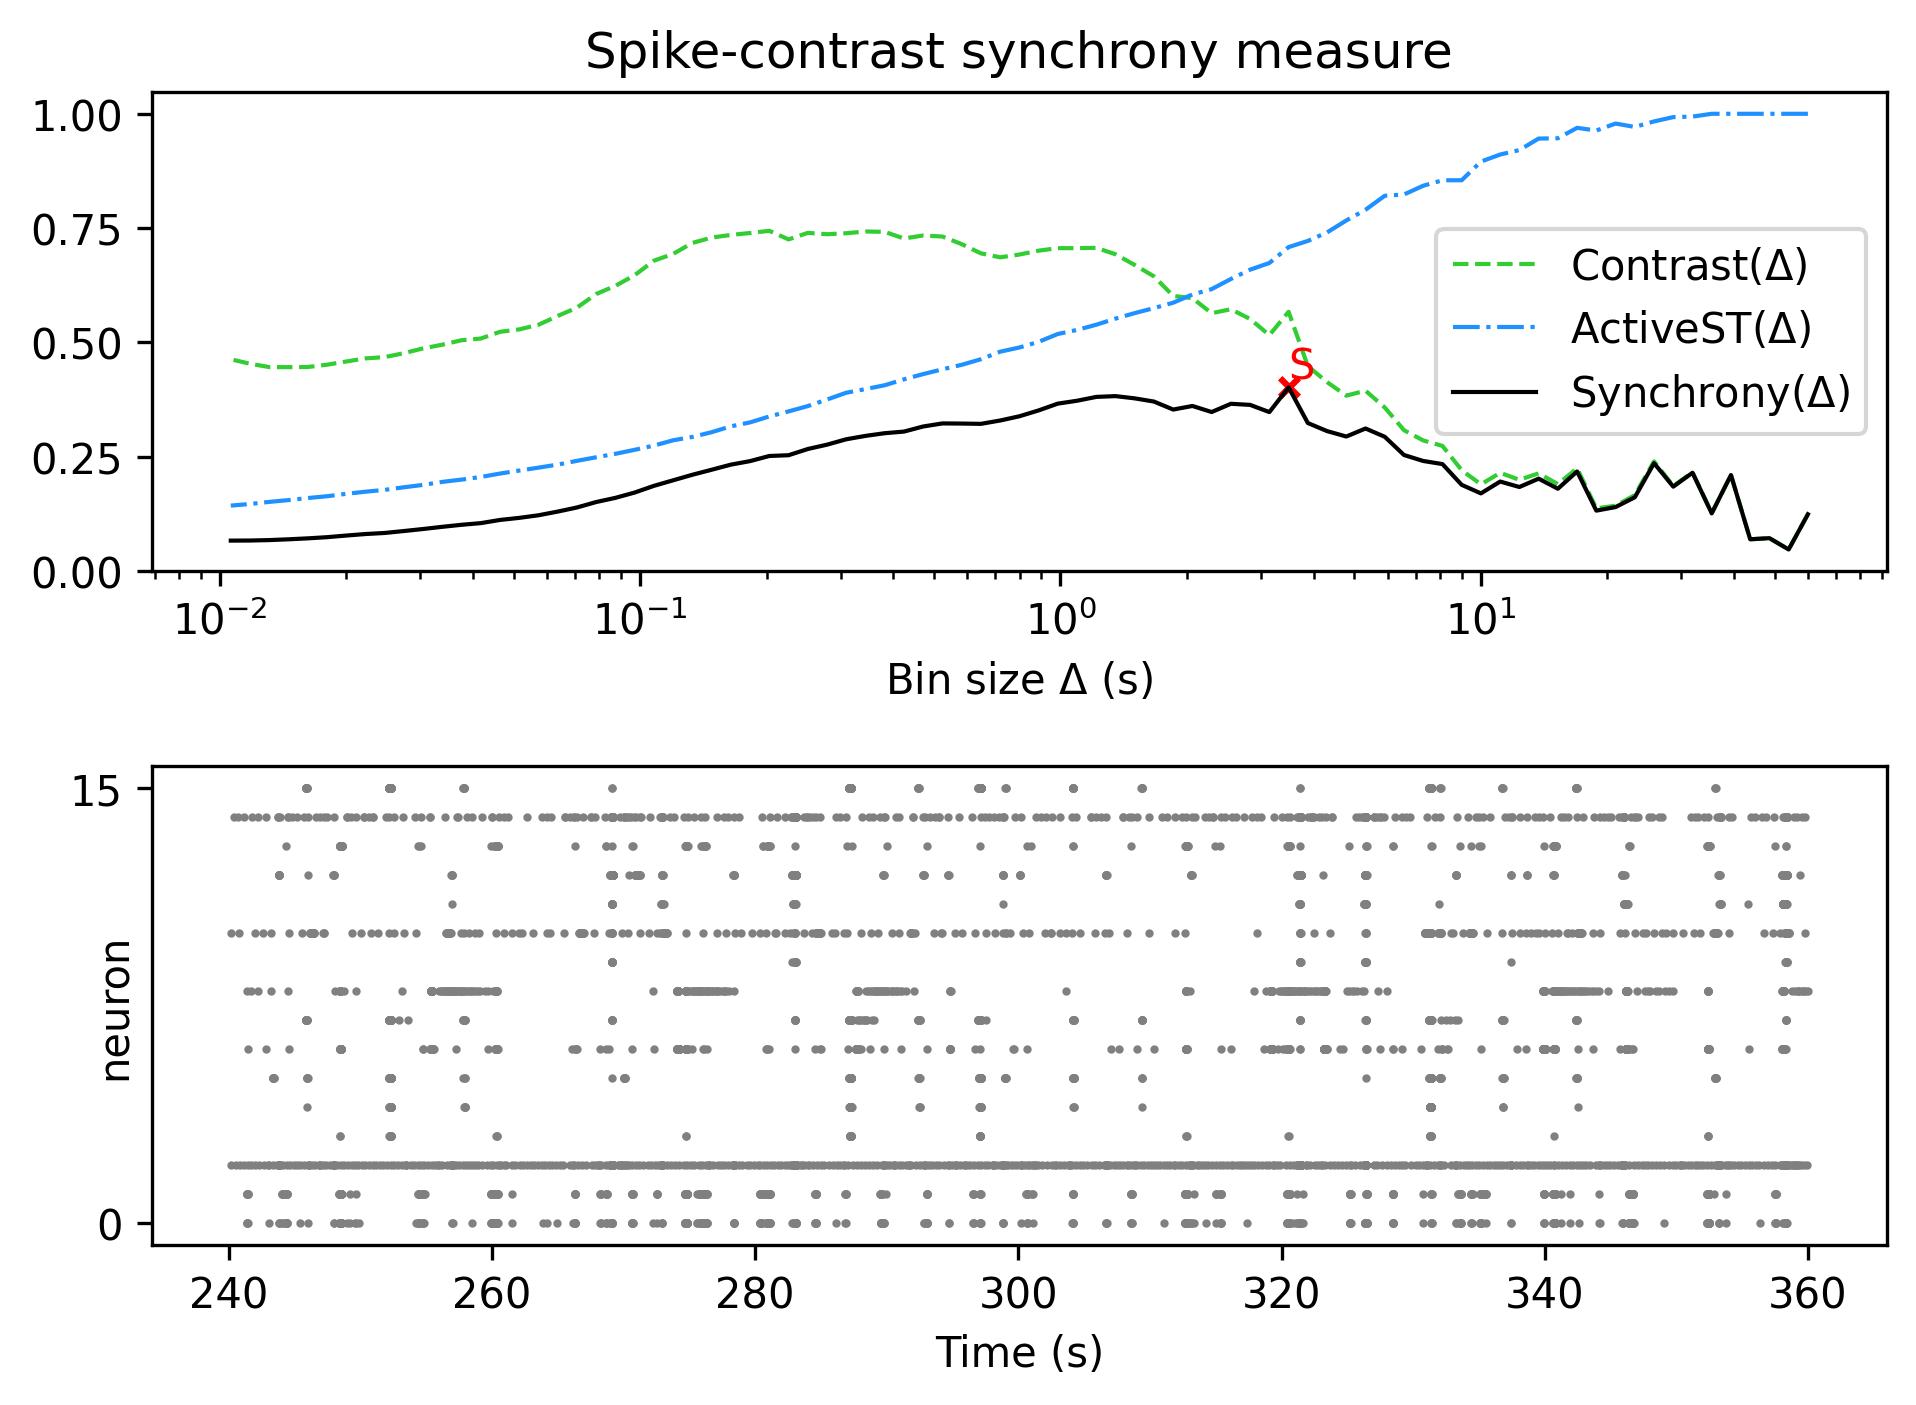 Spike-contrast synchrony measure
1.00
0.75
0.50
0.25
0.00
S
Contrast(Δ)
ActiveST(Δ)
Synchrony(Δ)
10⁻² 10⁻¹ 10⁰ 10¹
Bin size Δ (s)
15
0
neuron
240 260 280 300 320 340 360
Time (s)